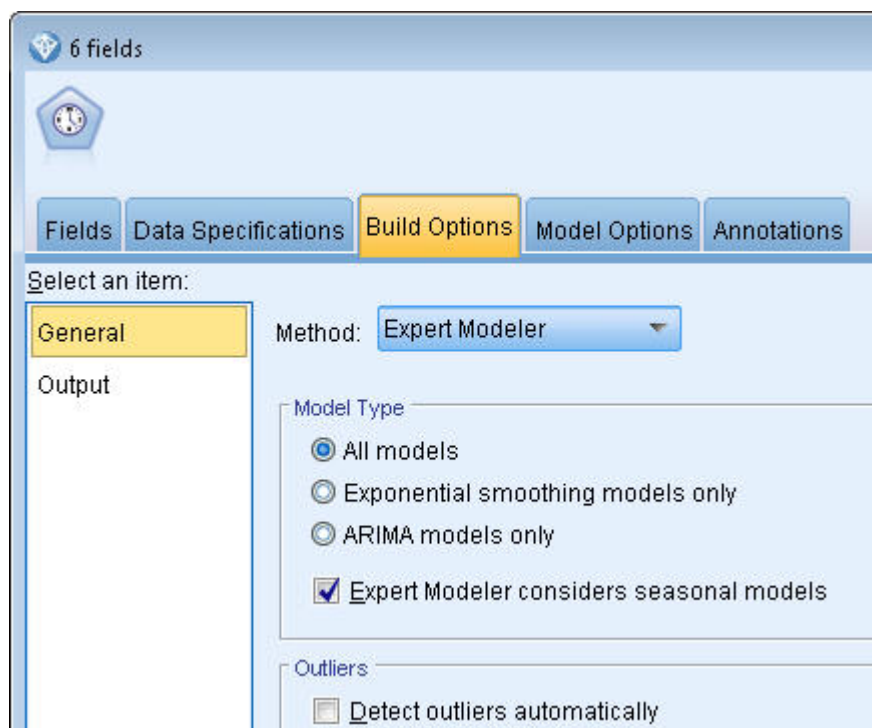 6 fields
Fields Data Specifications Build Options Model Options Annotations
Select an item:
General
Output
Method: Expert Modeler
Model Type
All models
Exponential smoothing models only
ARIMA models only
Expert Modeler considers seasonal models
Outliers
Detect outliers automatically